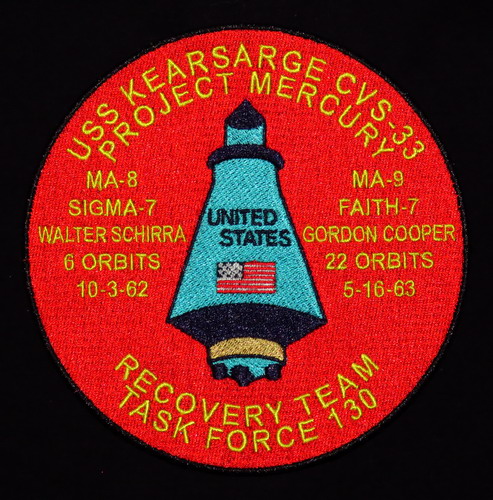 USS KEARSARGE CVS-33
PROJECT MERCURY
MA-8
SIGMA-7
WALTER SCHIRRA
6 ORBITS
10-3-62
UNITED
STATES
MA-9
FAITH-7
GORDON COOPER
22 ORBITS
5-16-63
RECOVERY TEAM
TASK FORCE 130